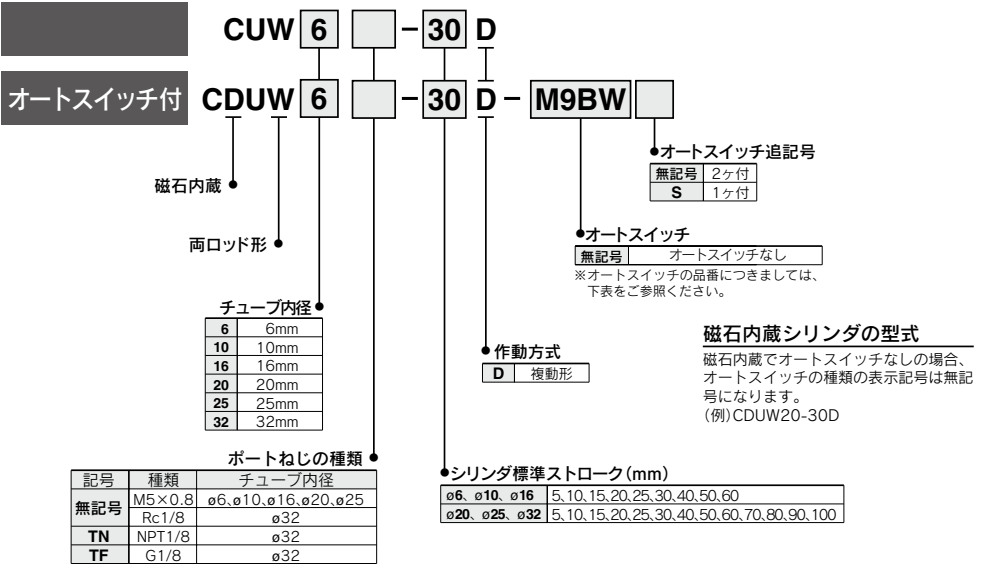 CUW 6 - 30 D
オートスイッチ付 CDUW 6 - 30 D - M9BW
オートスイッチ追記号
無記号 2ヶ付
S 1ヶ付
磁石内蔵
両ロッド形
オートスイッチ
無記号 オートスイッチなし
※オートスイッチの品番につきましては、
下表をご参照ください。
チューブ内径
6 6mm
10 10mm
16 16mm
20 20mm
25 25mm
32 32mm
作動方式
D 複動形
磁石内蔵シリンダの型式
磁石内蔵でオートスイッチなしの場合、
オートスイッチの種類の表示記号は無記
号になります。
(例)CDUW20-30D
ポートねじの種類
記号 種類 チューブ内径
無記号 M5×0.8 ø6、ø10、ø16、ø20、ø25
Rc1/8 ø32
TN NPT1/8 ø32
TF G1/8 ø32
シリンダ標準ストローク(mm)
ø6、ø10、ø16 5、10、15、20、25、30、40、50、60
ø20、ø25、ø32 5、10、15、20、25、30、40、50、60、70、80、90、100